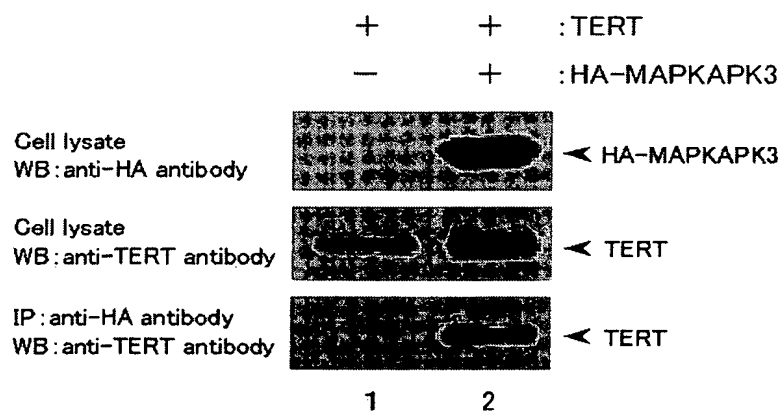 + + :TERT
− + :HA-MAPKAPK3
Cell lysate
WB:anti-HA antibody
HA-MAPKAPK3
Cell lysate
WB:anti-TERT antibody
TERT
IP:anti-HA antibody
WB:anti-TERT antibody
TERT
1 2